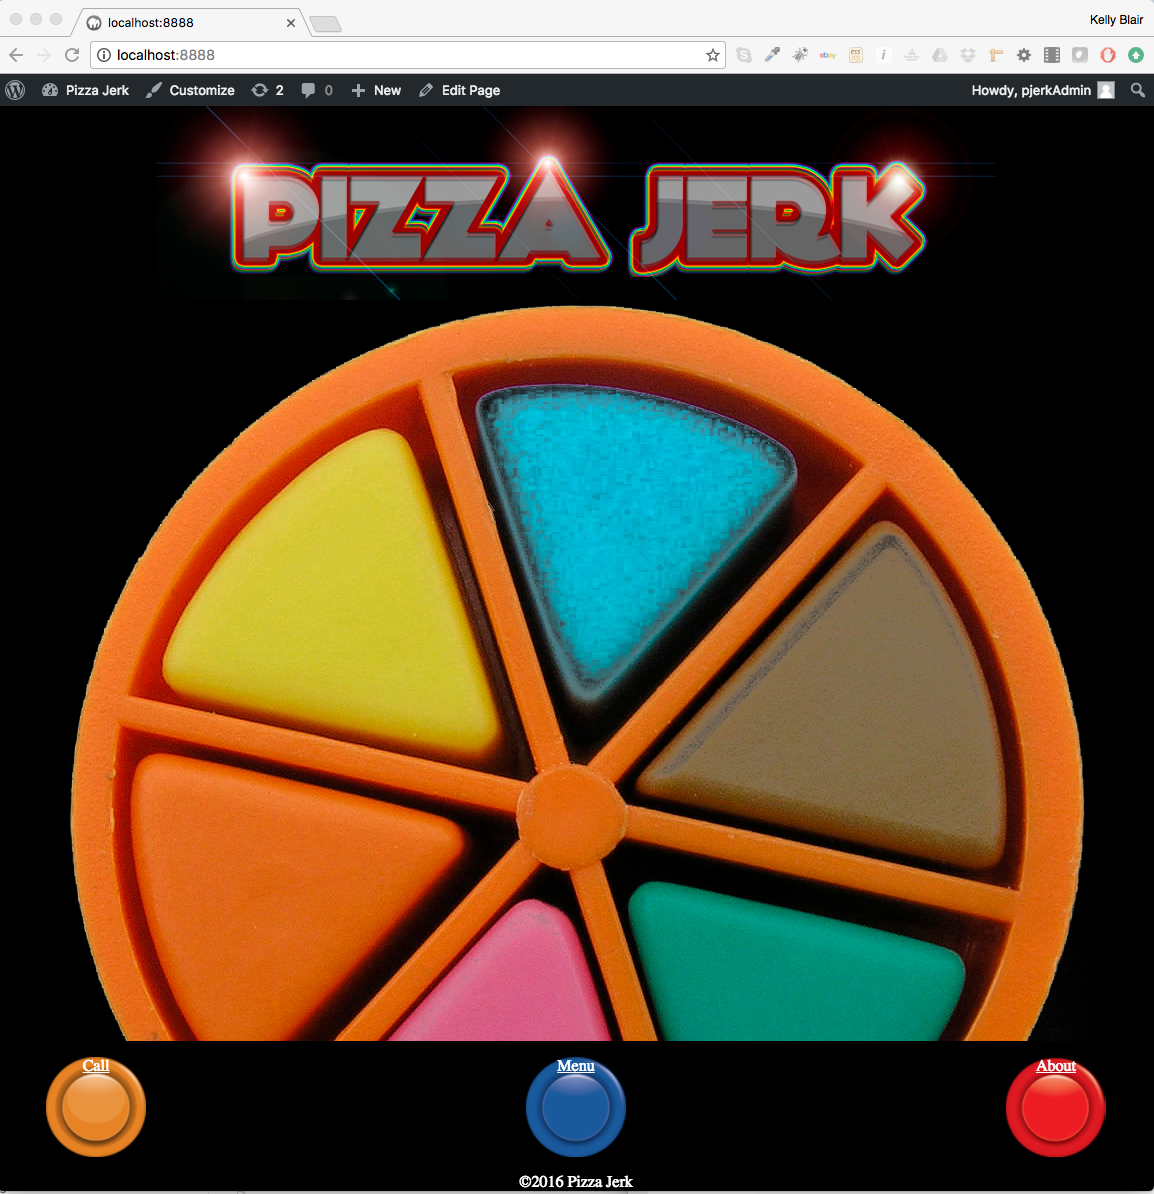 Kelly Blair
localhost:8888
localhost:8888
Pizza Jerk Customize 2 0 New Edit Page Howdy, pjerkAdmin
PIZZA JERK
Call Menu About
©2016 Pizza Jerk